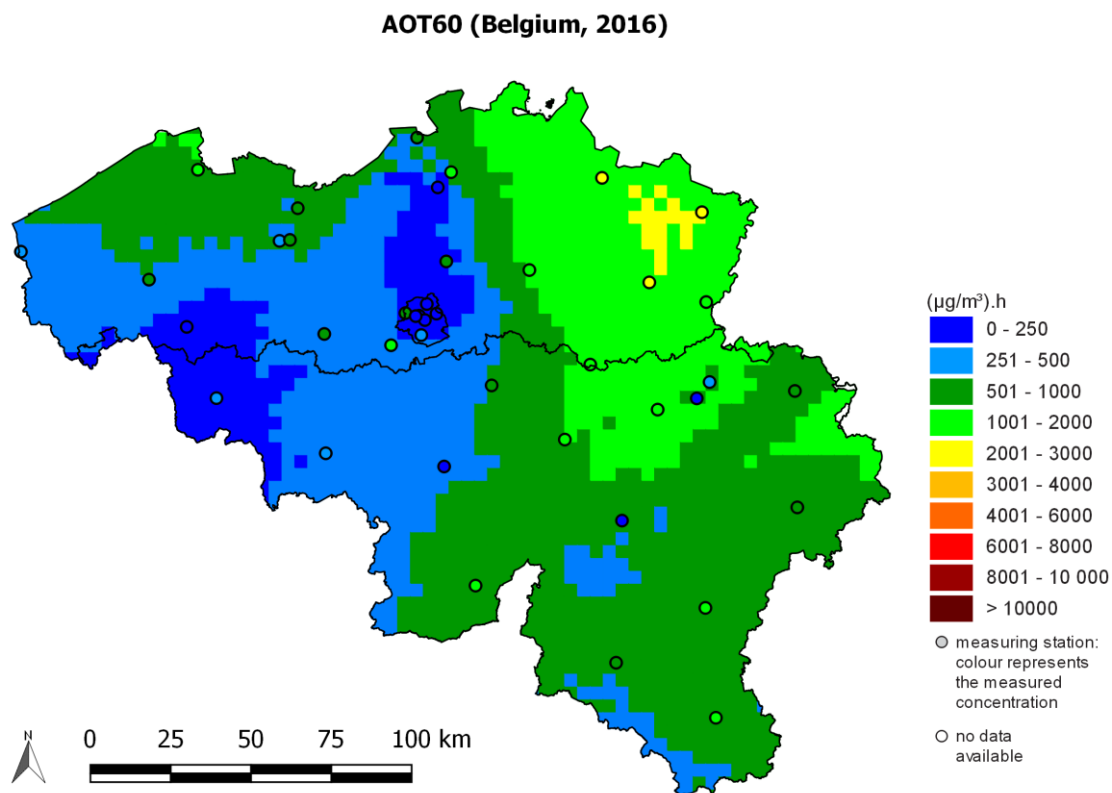 AOT60 (Belgium, 2016)
(µg/m³).h
0 - 250
251 - 500
501 - 1000
1001 - 2000
2001 - 3000
3001 - 4000
4001 - 6000
6001 - 8000
8001 - 10 000
> 10000
measuring station:
colour represents
the measured
concentration
no data
available
N
0 25 50 75 100 km